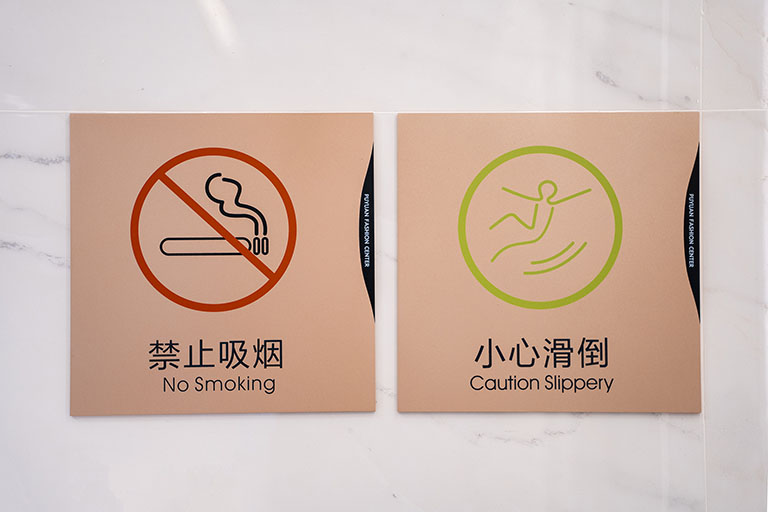 禁止吸烟
No Smoking
PUYUAN FASHION CENTER
小心滑倒
Caution Slippery
PUYUAN FASHION CENTER